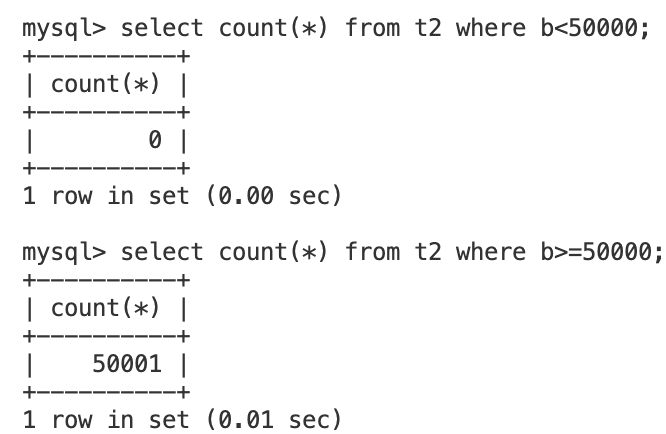 mysql> select count(*) from t2 where b<50000;
+----------+
| count(*) |
+----------+
|        0 |
+----------+
1 row in set (0.00 sec)

mysql> select count(*) from t2 where b>=50000;
+----------+
| count(*) |
+----------+
|    50001 |
+----------+
1 row in set (0.01 sec)